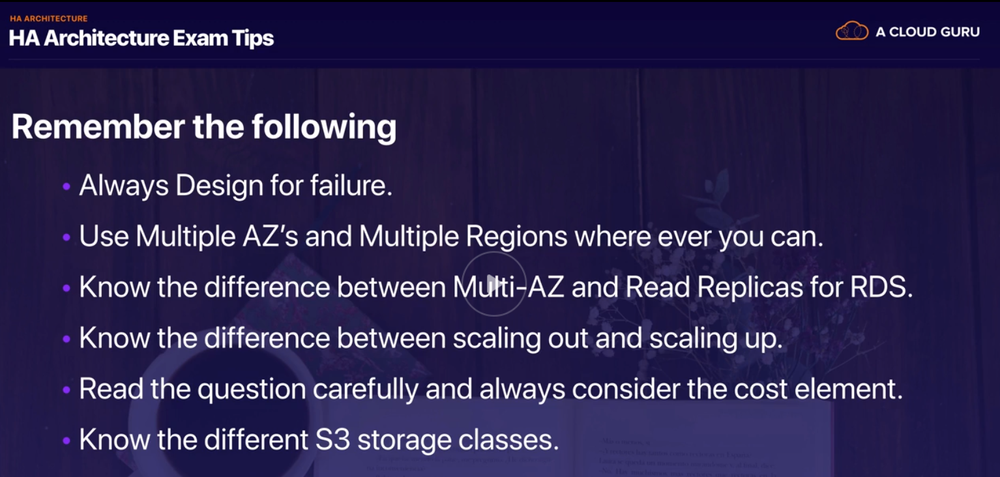 HA ARCHITECTURE
HA Architecture Exam Tips
A CLOUD GURU
Remember the following
• Always Design for failure.
• Use Multiple AZ's and Multiple Regions where ever you can.
• Know the difference between Multi-AZ and Read Replicas for RDS.
• Know the difference between scaling out and scaling up.
• Read the question carefully and always consider the cost element.
• Know the different S3 storage classes.